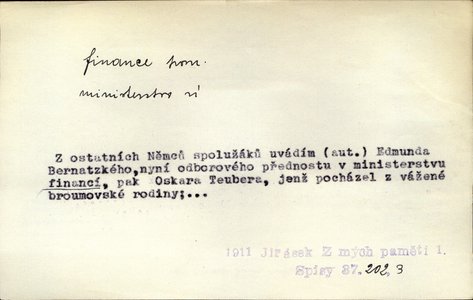 finance pom.
ministerstvo ~í
Z ostatních Němců spolužáků uvádím (aut.) Edmunda
Bernatzkého,nyní odborového přednostu v ministerstvu
financí, pak Oskara Teubera, jenž pocházel z vážené
broumovské rodiny;...
1911 Jirásek Z mých pamětí 1.
Spisy 37. 202, 3